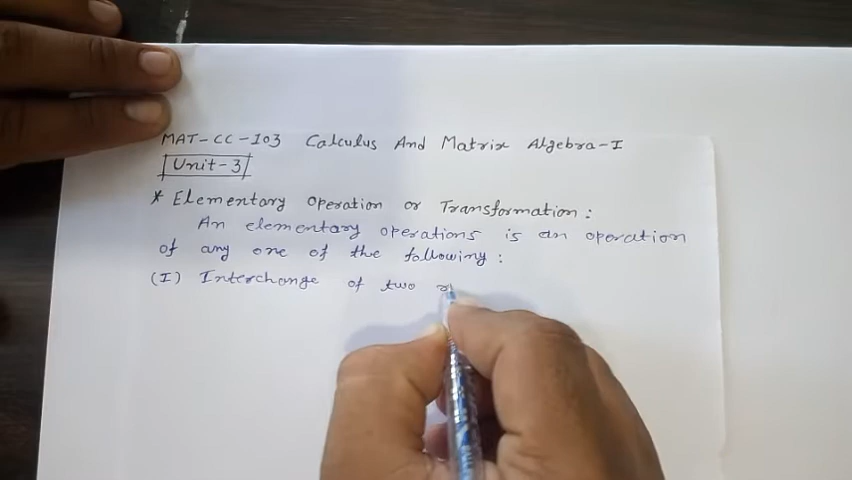 MAT-CC-103 Calculus And Matrix Algebra-I
Unit-3
* Elementary Operation or Transformation:
An elementary operations is an operation
of any one of the following:
(I) Interchange of two